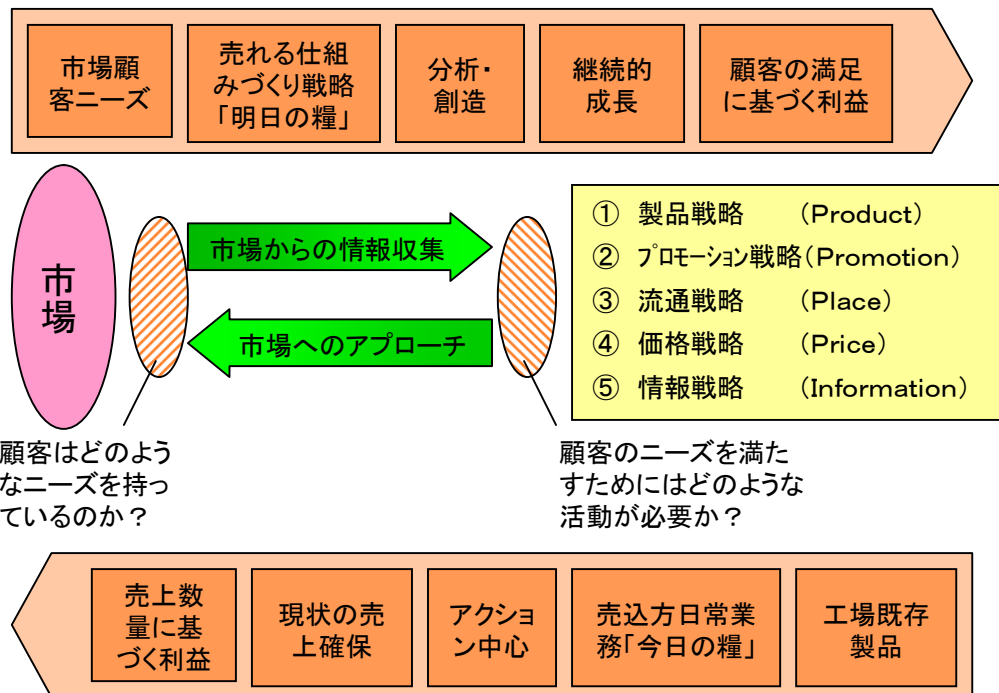 市場顧
客ニーズ
売れる仕組
みづくり戦略
「明日の糧」
分析・
創造
継続的
成長
顧客の満足
に基づく利益
市
場
市場からの情報収集
市場へのアプローチ
① 製品戦略 （Product）
② プロモーション戦略（Promotion）
③ 流通戦略 （Place）
④ 価格戦略 （Price）
⑤ 情報戦略 （Information）
顧客はどのよう
なニーズを持っ
ているのか？
顧客のニーズを満た
すためにはどのような
活動が必要か？
売上数
量に基
づく利益
現状の売
上確保
アクショ
ン中心
売込方日常業
務「今日の糧」
工場既存
製品